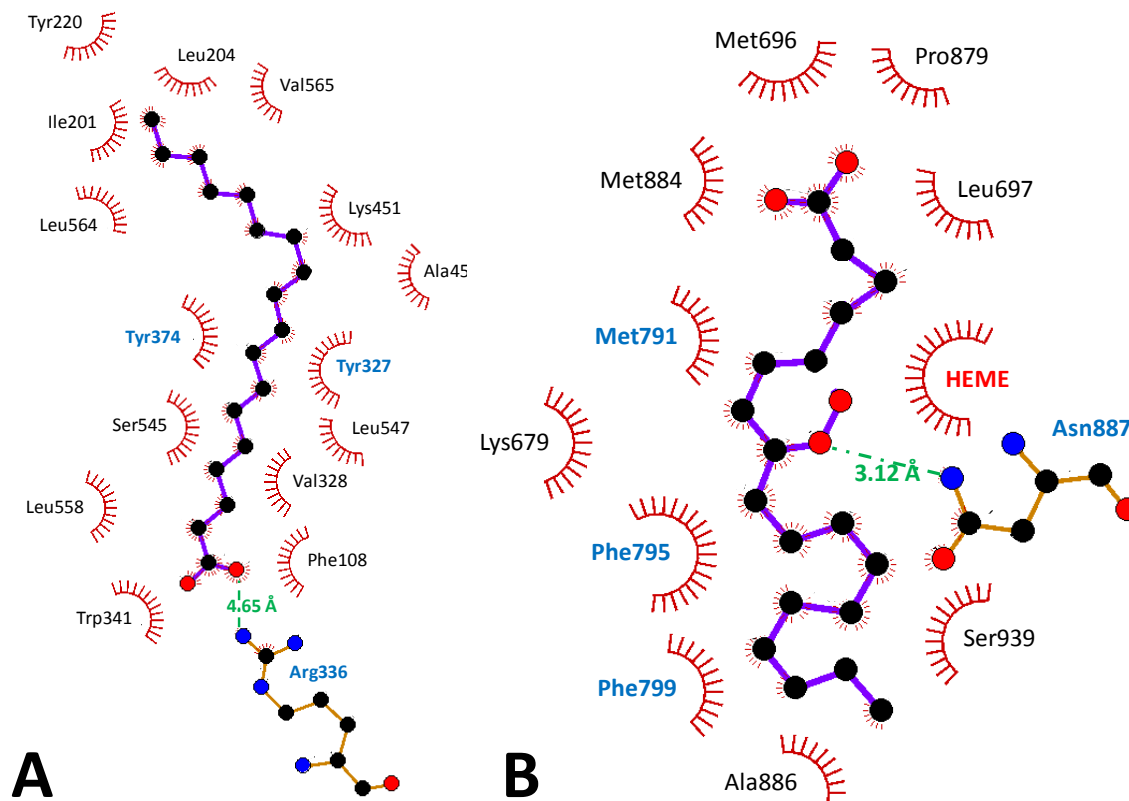 Tyr220
Leu204
Val565
Ile201
Leu564
Lys451
Ala45
Tyr374
Tyr327
Ser545
Leu547
Val328
Leu558
Phe108
4.65 Å
Trp341
Arg336
A
Met696
Pro879
Met884
Leu697
Met791
HEME
Lys679
Asn887
3.12 Å
Phe795
Ser939
Phe799
Ala886
B